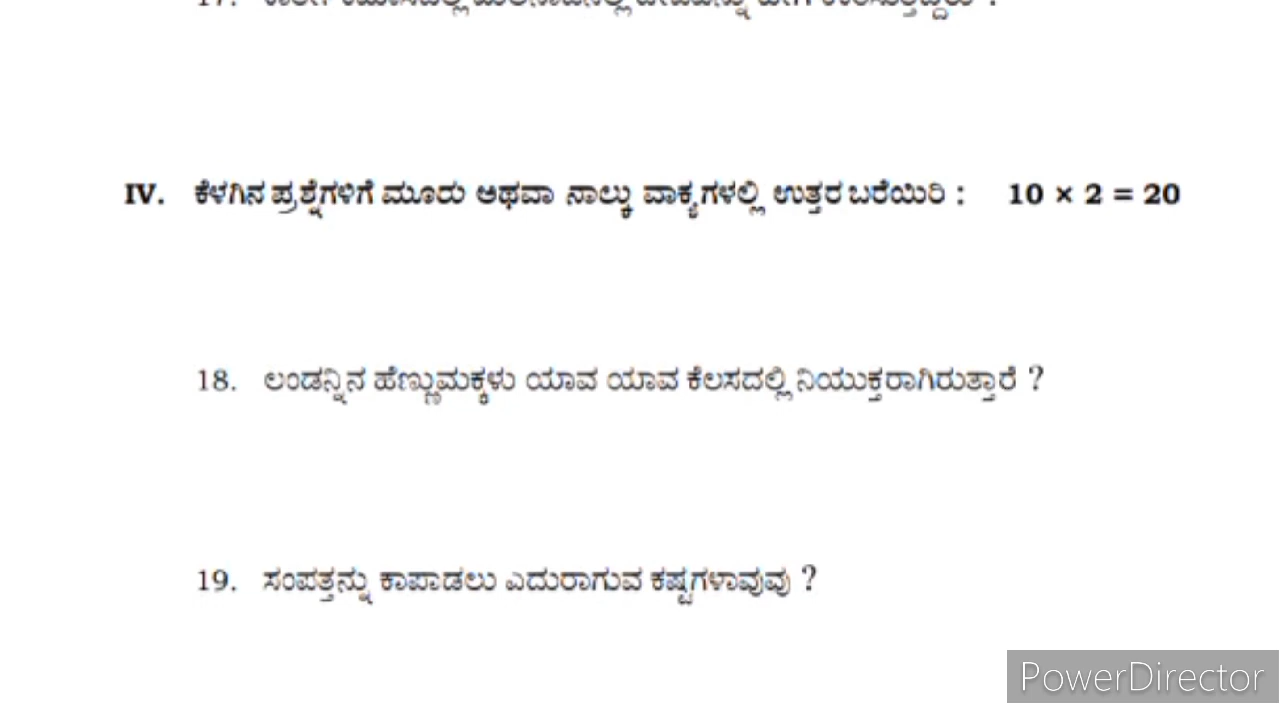 17.
IV. ಕೆಳಗಿನ ಪ್ರಶ್ನೆಗಳಿಗೆ ಮೂರು ಅಥವಾ ನಾಲ್ಕು ವಾಕ್ಯಗಳಲ್ಲಿ ಉತ್ತರ ಬರೆಯಿರಿ : 10 × 2 = 20
18. ಲಂಡನ್ನಿನ ಹೆಣ್ಣುಮಕ್ಕಳು ಯಾವ ಯಾವ ಕೆಲಸದಲ್ಲಿ ನಿಯುಕ್ತರಾಗಿರುತ್ತಾರೆ ?
19. ಸಂಪತ್ತನ್ನು ಕಾಪಾಡಲು ಎದುರಾಗುವ ಕಷ್ಟಗಳಾವುವು ?
PowerDirector